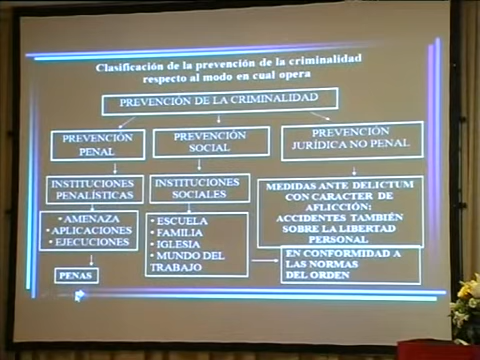 Clasificación de la prevención de la criminalidad
respecto al modo en cual opera
PREVENCIÓN DE LA CRIMINALIDAD
PREVENCIÓN
PENAL
PREVENCIÓN
SOCIAL
PREVENCIÓN
JURÍDICA NO PENAL
INSTITUCIONES
PENALÍSTICAS
INSTITUCIONES
SOCIALES
MEDIDAS ANTE DELICTUM
CON CARACTER DE
AFLICCIÓN:
ACCIDENTES TAMBIÉN
SOBRE LA LIBERTAD
PERSONAL
• AMENAZA
• APLICACIONES
• EJECUCIONES
• ESCUELA
• FAMILIA
• IGLESIA
• MUNDO DEL
TRABAJO
EN CONFORMIDAD A
LAS NORMAS
DEL ORDEN
PENAS